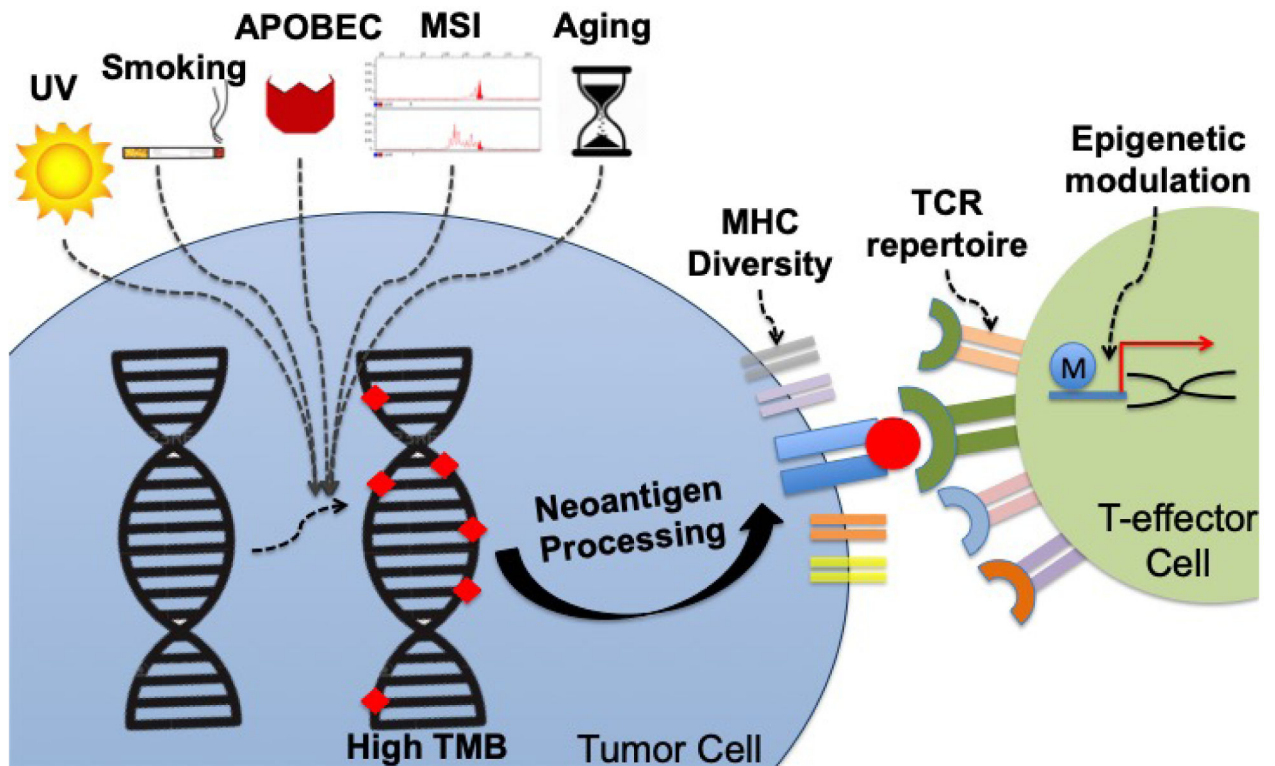 UV
Smoking
APOBEC
MSI
Aging
Epigenetic
modulation
TCR
repertoire
MHC
Diversity
M
Neoantigen
Processing
T-effector
Cell
High TMB
Tumor Cell